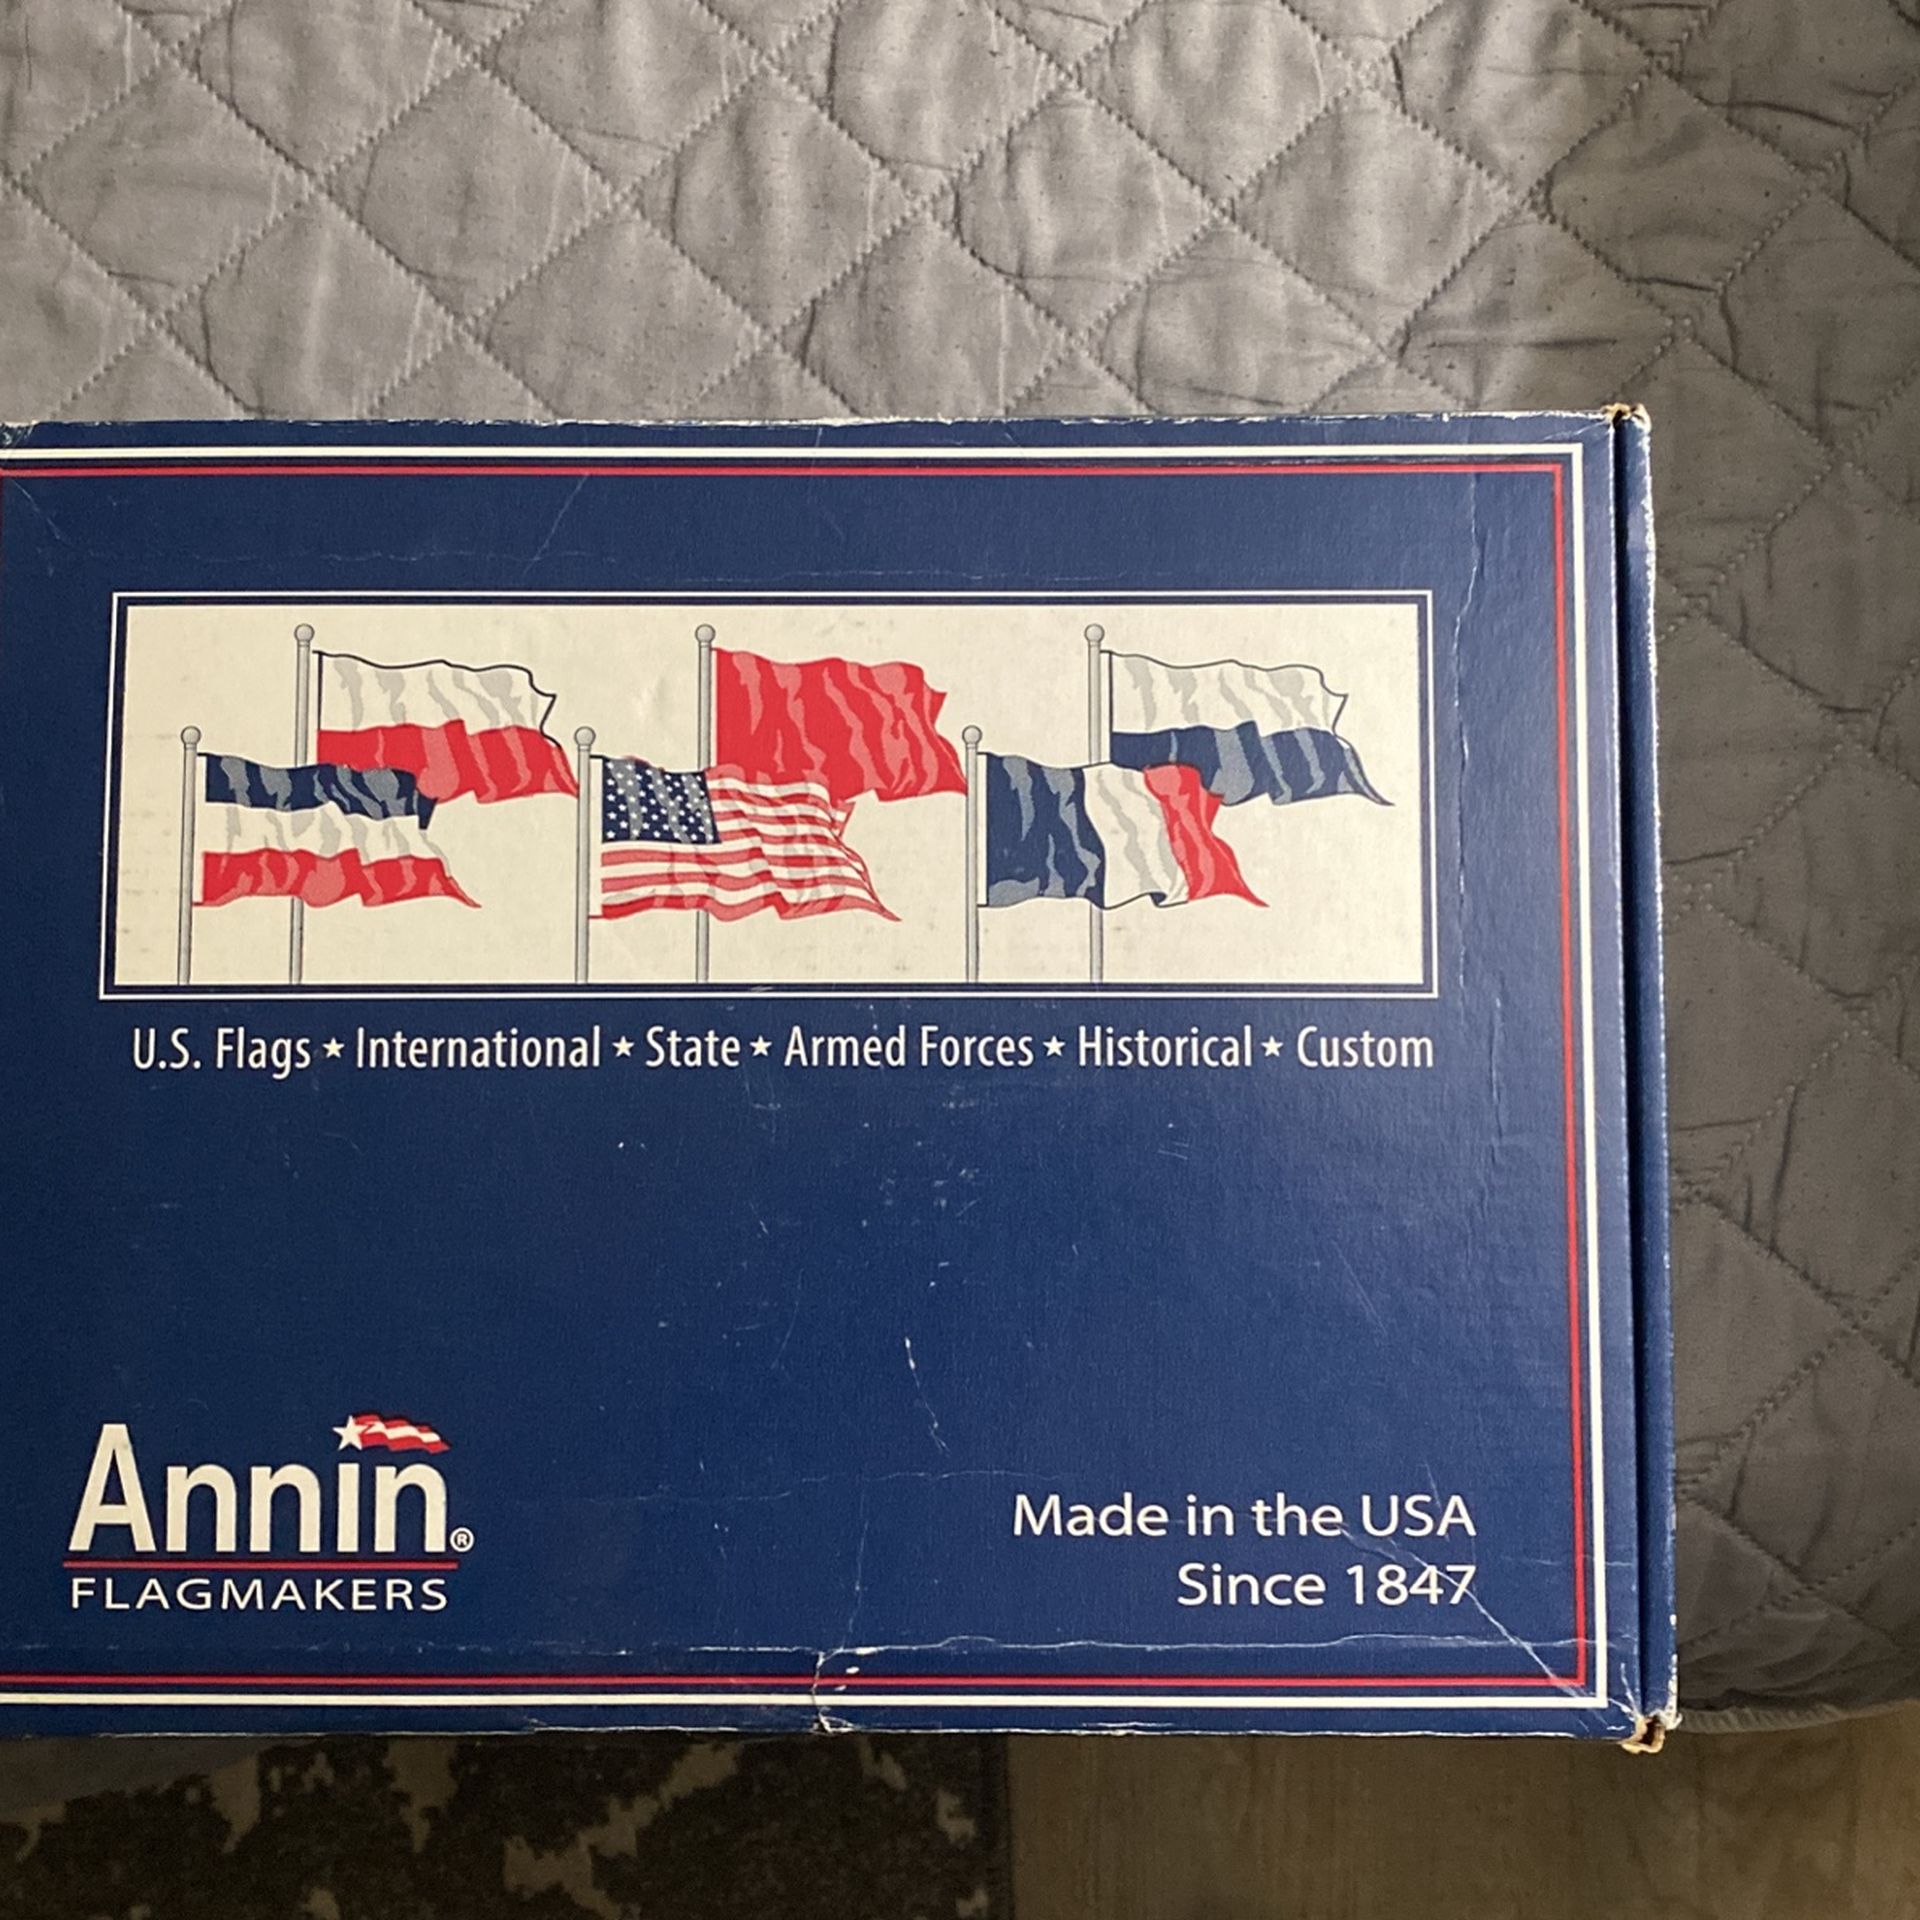 U.S. Flags ★ International ★ State ★ Armed Forces ★ Historical ★ Custom
Annin®
FLAGMAKERS
Made in the USA
Since 1847